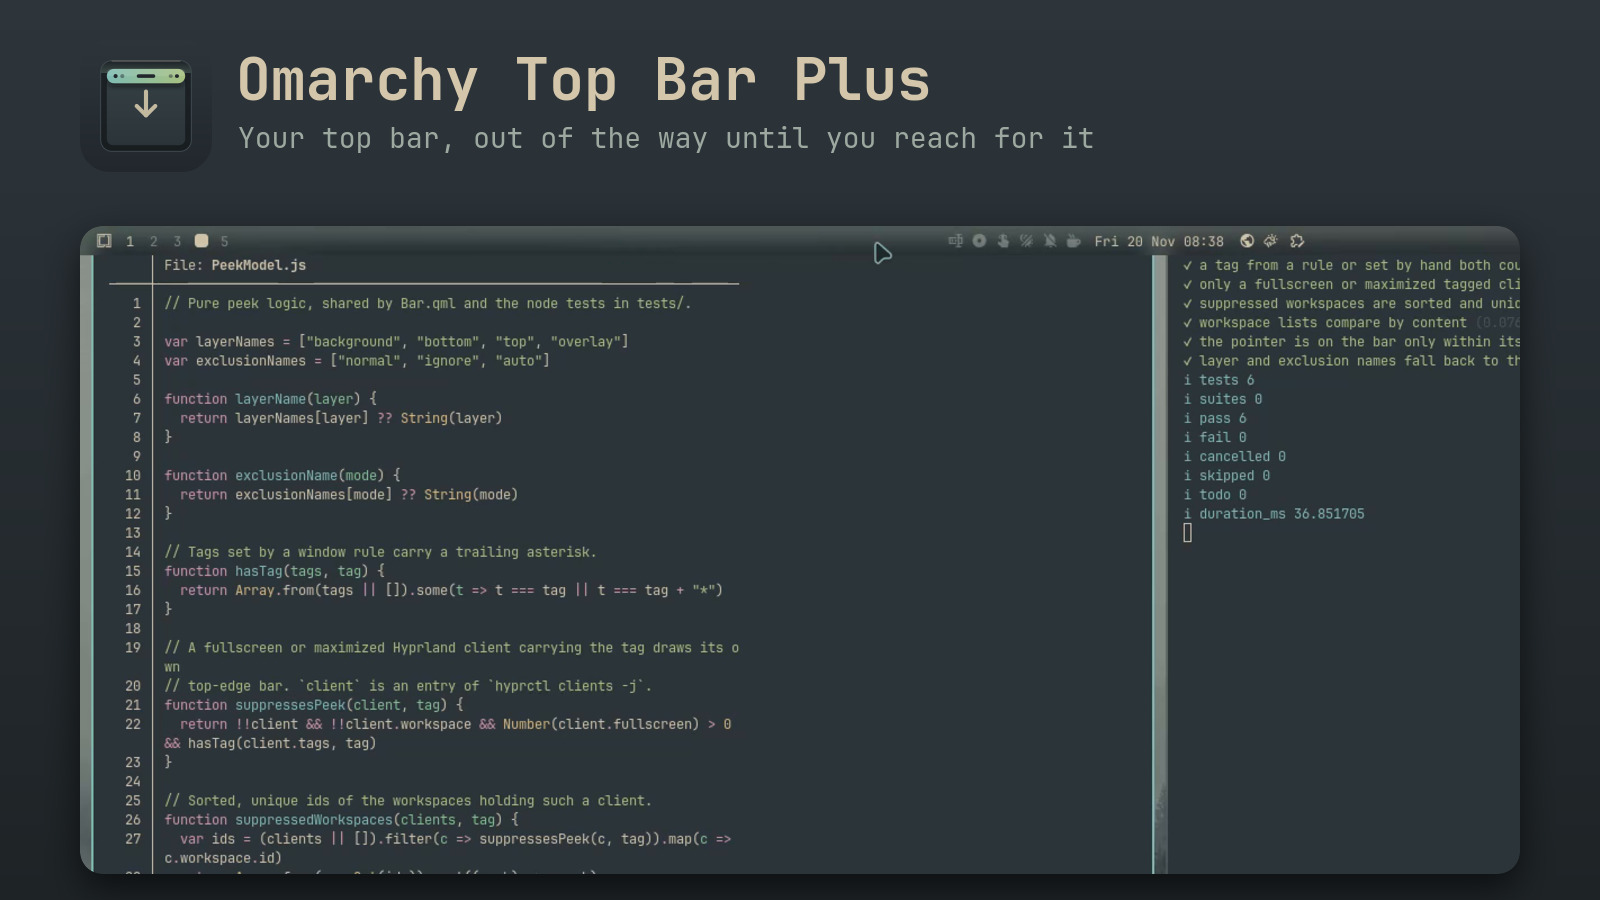 Omarchy Top Bar Plus
Your top bar, out of the way until you reach for it
1 2 3 5
Fri 20 Nov 08:38
File: PeekModel.js
1 // Pure peek logic, shared by Bar.qml and the node tests in tests/.
2
3 var layerNames = ["background", "bottom", "top", "overlay"]
4 var exclusionNames = ["normal", "ignore", "auto"]
5
6 function layerName(layer) {
7 return layerNames[layer] ?? String(layer)
8 }
9
10 function exclusionName(mode) {
11 return exclusionNames[mode] ?? String(mode)
12 }
13
14 // Tags set by a window rule carry a trailing asterisk.
15 function hasTag(tags, tag) {
16 return Array.from(tags || []).some(t => t === tag || t === tag + "*")
17 }
18
19 // A fullscreen or maximized Hyprland client carrying the tag draws its o
wn
20 // top-edge bar. `client` is an entry of `hyprctl clients -j`.
21 function suppressesPeek(client, tag) {
22 return !!client && !!client.workspace && Number(client.fullscreen) > 0
&& hasTag(client.tags, tag)
23 }
24
25 // Sorted, unique ids of the workspaces holding such a client.
26 function suppressedWorkspaces(clients, tag) {
27 var ids = (clients || []).filter(c => suppressesPeek(c, tag)).map(c =>
c.workspace.id)
✓ a tag from a rule or set by hand both cou
✓ only a fullscreen or maximized tagged cli
✓ suppressed workspaces are sorted and uniq
✓ workspace lists compare by content (0.076
✓ the pointer is on the bar only within its
✓ layer and exclusion names fall back to th
i tests 6
i suites 0
i pass 6
i fail 0
i cancelled 0
i skipped 0
i todo 0
i duration_ms 36.851705